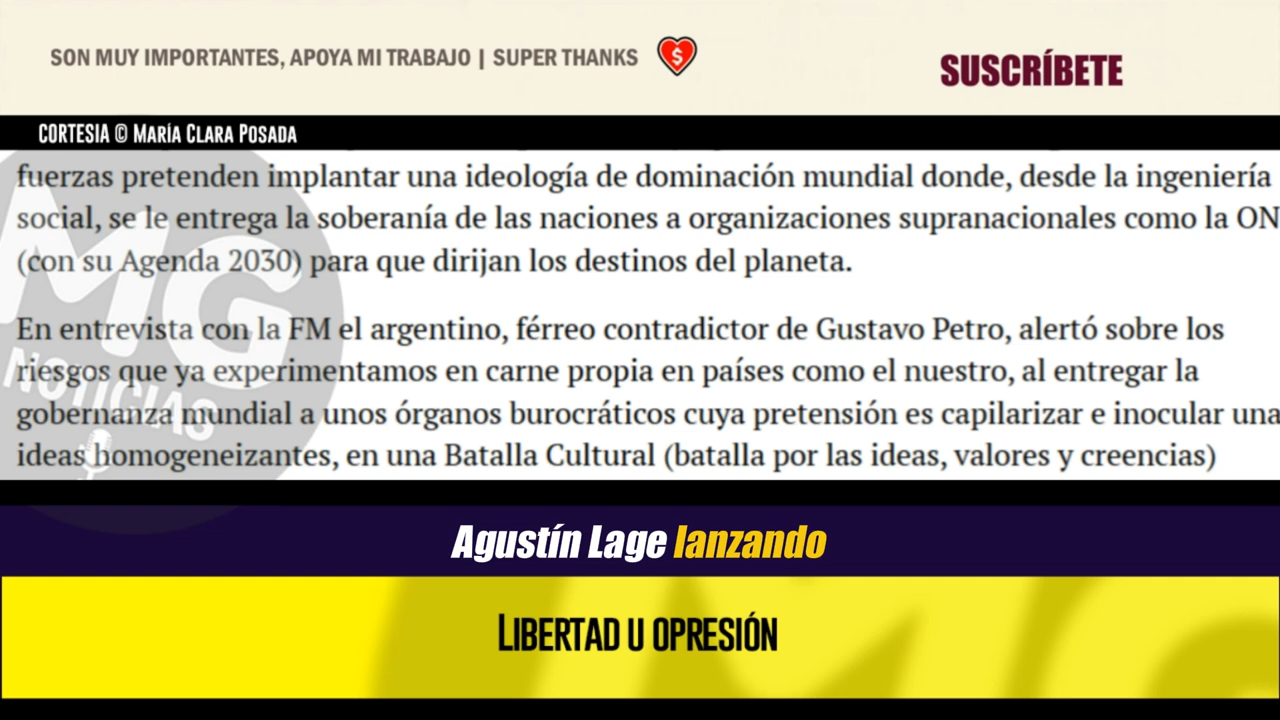 SON MUY IMPORTANTES, APOYA MI TRABAJO | SUPER THANKS
$
SUSCRÍBETE
CORTESIA © MARÍA CLARA POSADA
fuerzas pretenden implantar una ideología de dominación mundial donde, desde la ingeniería
social, se le entrega la soberanía de las naciones a organizaciones supranacionales como la ON
(con su Agenda 2030) para que dirijan los destinos del planeta.
En entrevista con la FM el argentino, férreo contradictor de Gustavo Petro, alertó sobre los
riesgos que ya experimentamos en carne propia en países como el nuestro, al entregar la
gobernanza mundial a unos órganos burocráticos cuya pretensión es capilarizar e inocular una
ideas homogeneizantes, en una Batalla Cultural (batalla por las ideas, valores y creencias)
MG
NOTICIAS
Agustín Lage lanzando
LIBERTAD U OPRESIÓN